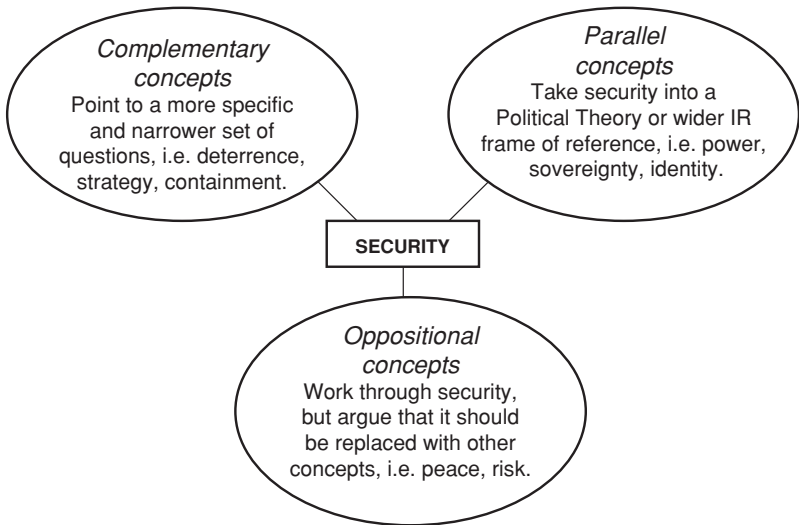 Complementary
concepts
Point to a more specific
and narrower set of
questions, i.e. deterrence,
strategy, containment.
Parallel
concepts
Take security into a
Political Theory or wider IR
frame of reference, i.e. power,
sovereignty, identity.
SECURITY
Oppositional
concepts
Work through security,
but argue that it should
be replaced with other
concepts, i.e. peace, risk.